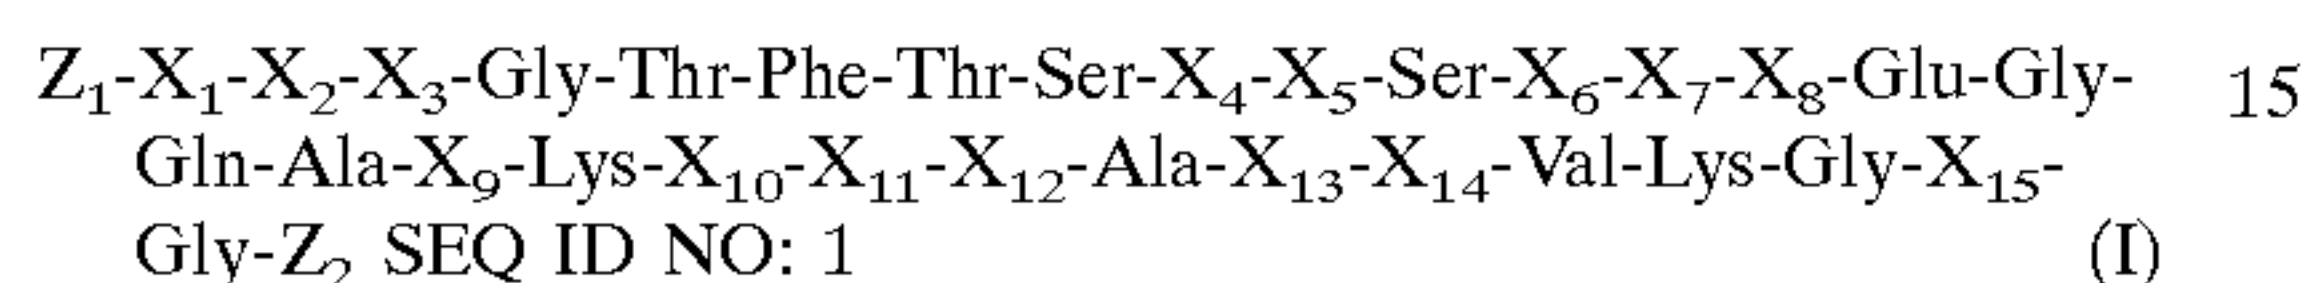 Z₁-X₁-X₂-X₃-Gly-Thr-Phe-Thr-Ser-X₄-X₅-Ser-X₆-X₇-X₈-Glu-Gly- 15
Gln-Ala-X₉-Lys-X₁₀-X₁₁-X₁₂-Ala-X₁₃-X₁₄-Val-Lys-Gly-X₁₅-
Gly-Z₂ SEQ ID NO: 1 (I)